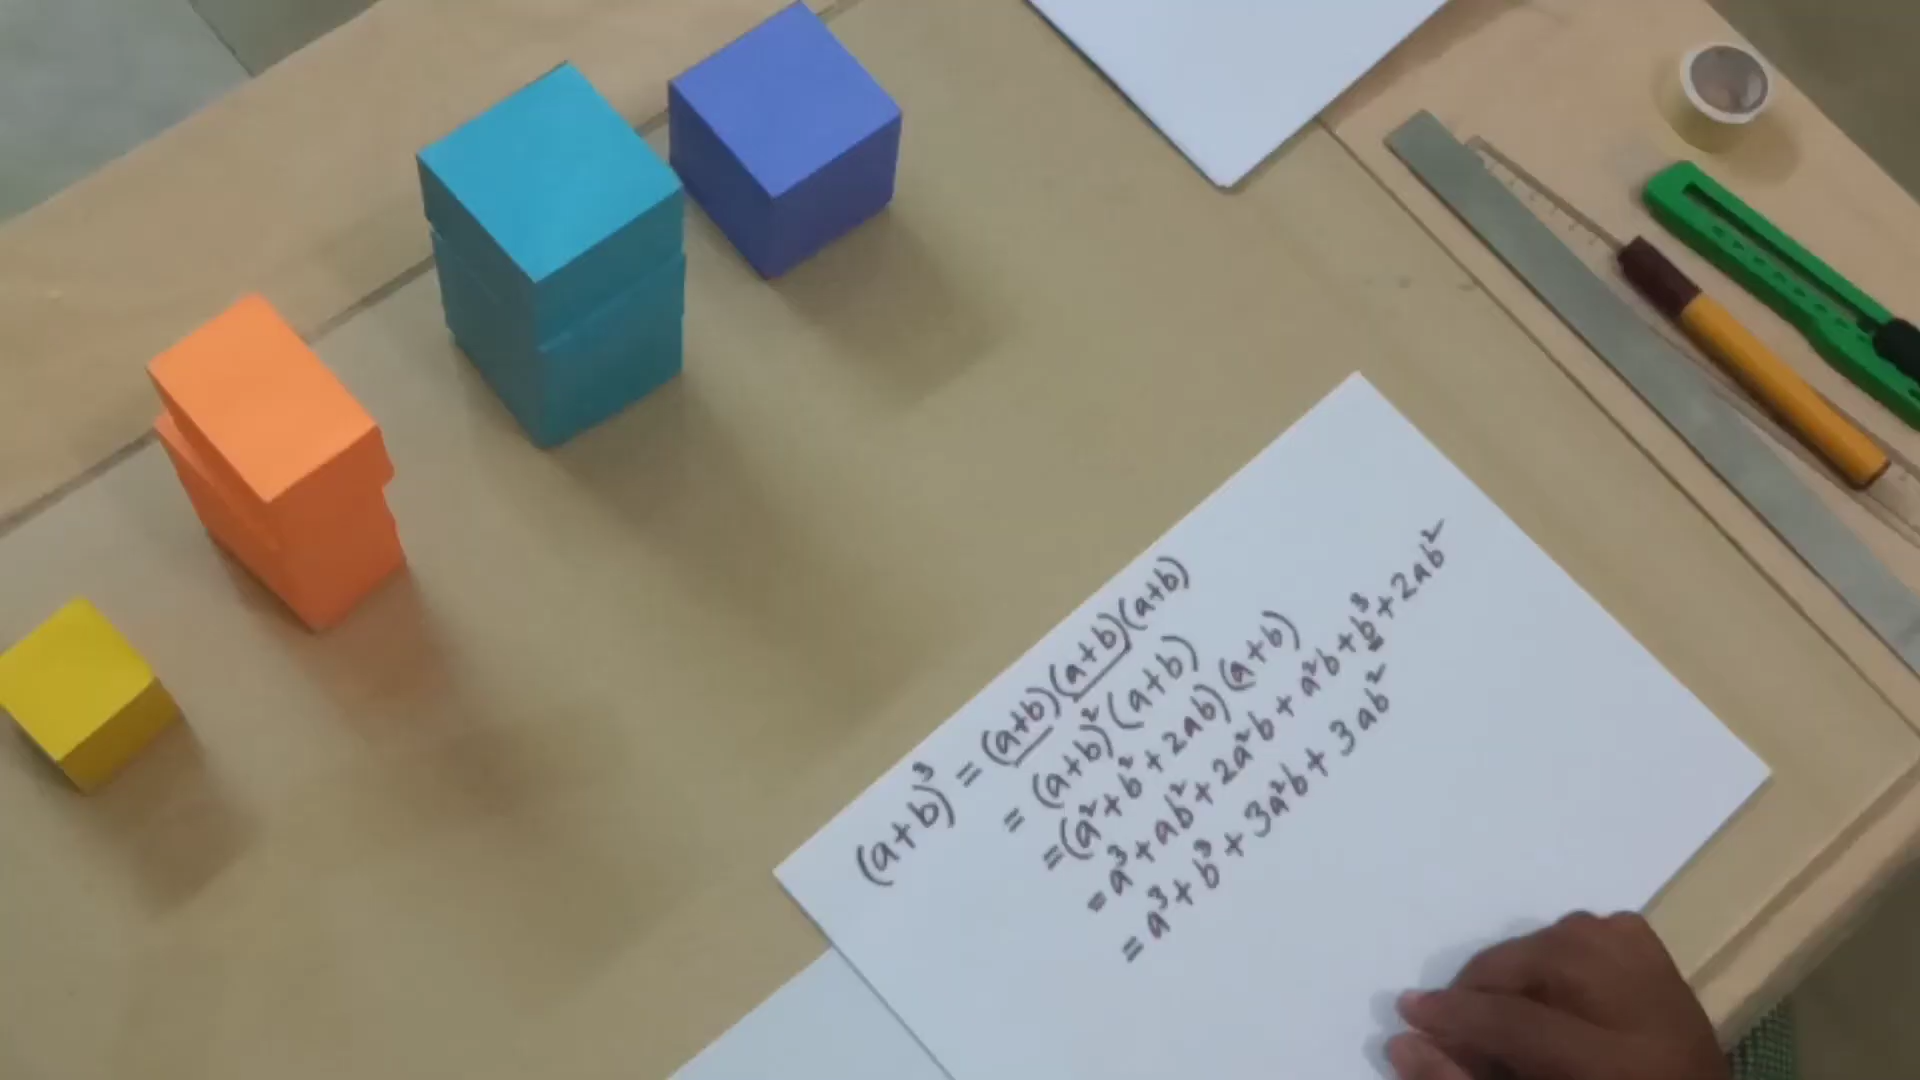 (a+b)³ = (a+b)(a+b)(a+b)
= (a+b)²(a+b)
= (a²+b²+2ab)(a+b)
= a³+ab²+2a²b+a²b+b³+2ab²
= a³+b³+3a²b+3ab²